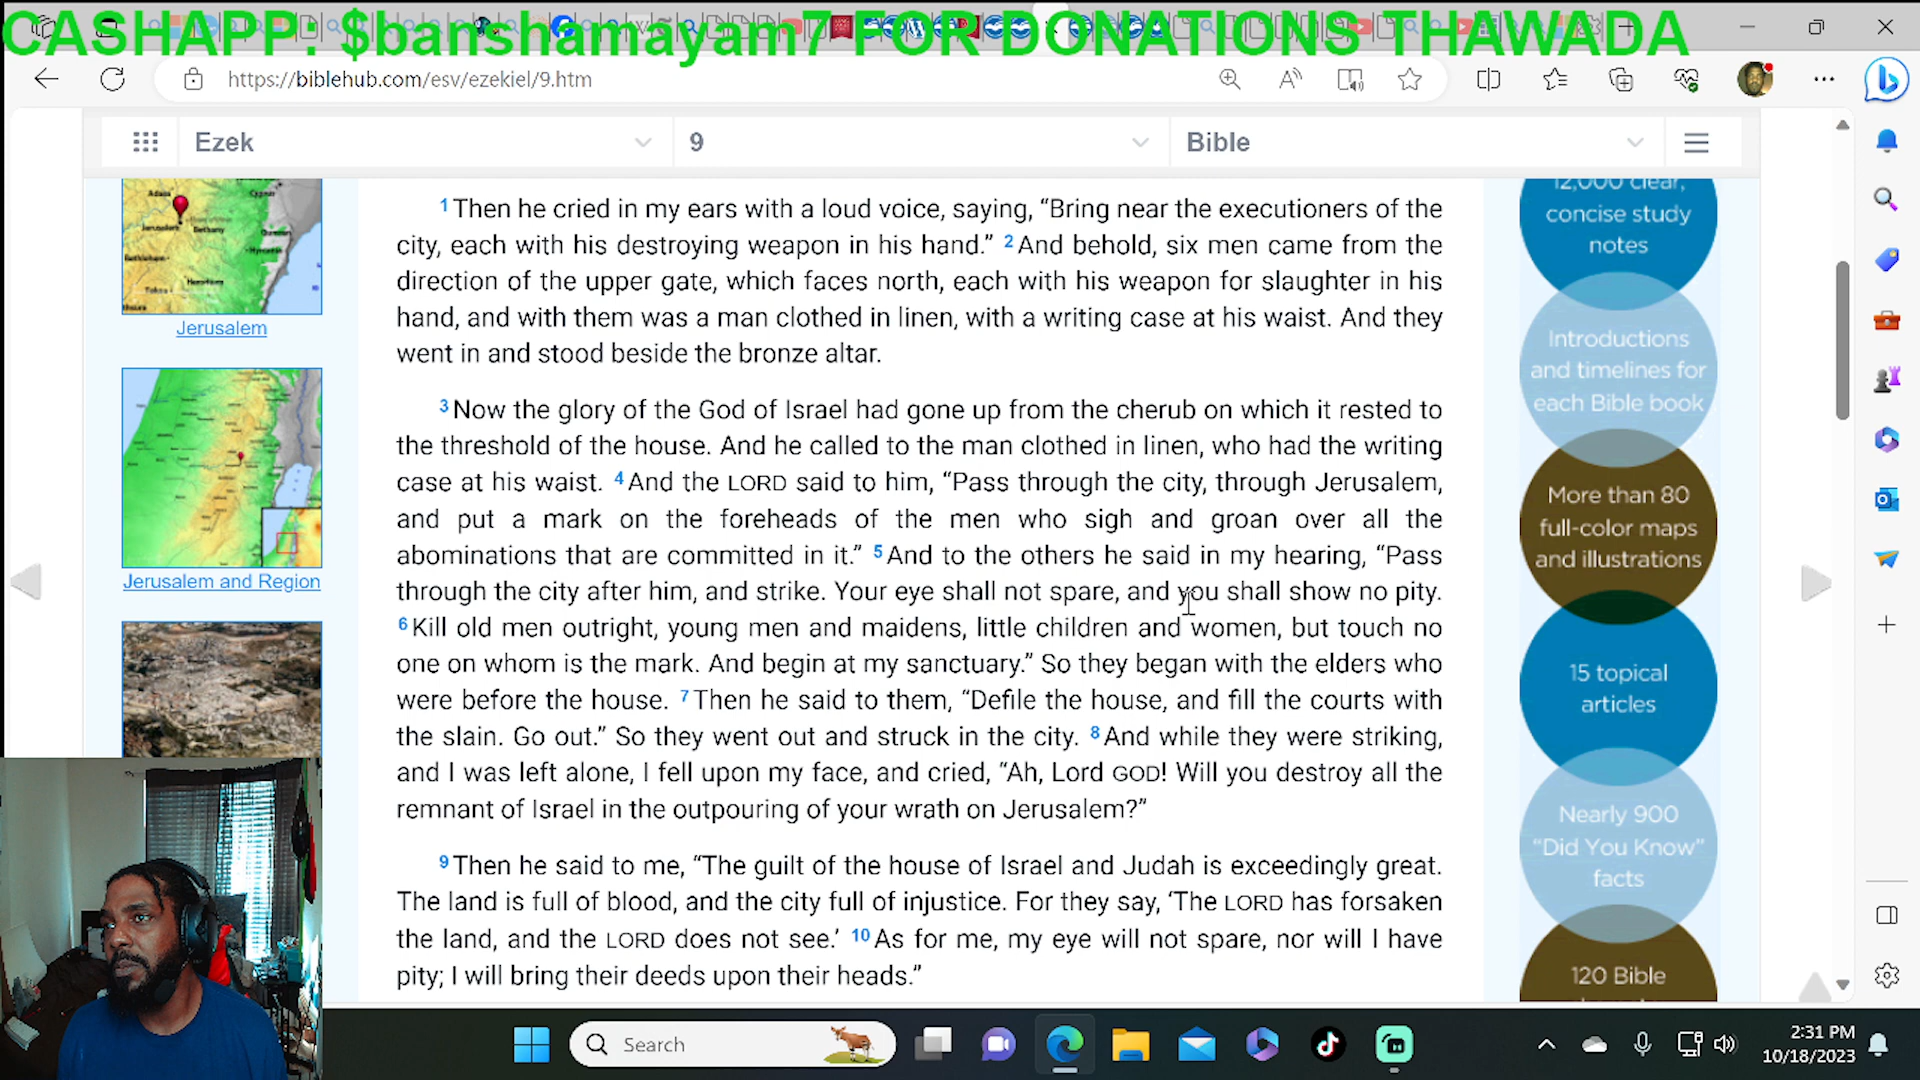 CASHAPP: $banshamayam7 FOR DONATIONS THAWADA
https://biblehub.com/esv/ezekiel/9.htm
Ezek
9
Bible
Jerusalem
Jerusalem and Region
1 Then he cried in my ears with a loud voice, saying, “Bring near the executioners of the
city, each with his destroying weapon in his hand.” 2 And behold, six men came from the
direction of the upper gate, which faces north, each with his weapon for slaughter in his
hand, and with them was a man clothed in linen, with a writing case at his waist. And they
went in and stood beside the bronze altar.
3 Now the glory of the God of Israel had gone up from the cherub on which it rested to
the threshold of the house. And he called to the man clothed in linen, who had the writing
case at his waist. 4 And the LORD said to him, “Pass through the city, through Jerusalem,
and put a mark on the foreheads of the men who sigh and groan over all the
abominations that are committed in it.” 5 And to the others he said in my hearing, “Pass
through the city after him, and strike. Your eye shall not spare, and you shall show no pity.
6 Kill old men outright, young men and maidens, little children and women, but touch no
one on whom is the mark. And begin at my sanctuary.” So they began with the elders who
were before the house. 7 Then he said to them, “Defile the house, and fill the courts with
the slain. Go out.” So they went out and struck in the city. 8 And while they were striking,
and I was left alone, I fell upon my face, and cried, “Ah, Lord GOD! Will you destroy all the
remnant of Israel in the outpouring of your wrath on Jerusalem?”
9 Then he said to me, “The guilt of the house of Israel and Judah is exceedingly great.
The land is full of blood, and the city full of injustice. For they say, ‘The LORD has forsaken
the land, and the LORD does not see.’ 10 As for me, my eye will not spare, nor will I have
pity; I will bring their deeds upon their heads.”
12,000 clear,
concise study
notes
Introductions
and timelines for
each Bible book
More than 80
full-color maps
and illustrations
15 topical
articles
Nearly 900
“Did You Know”
facts
120 Bible
Search
2:31 PM
10/18/2023